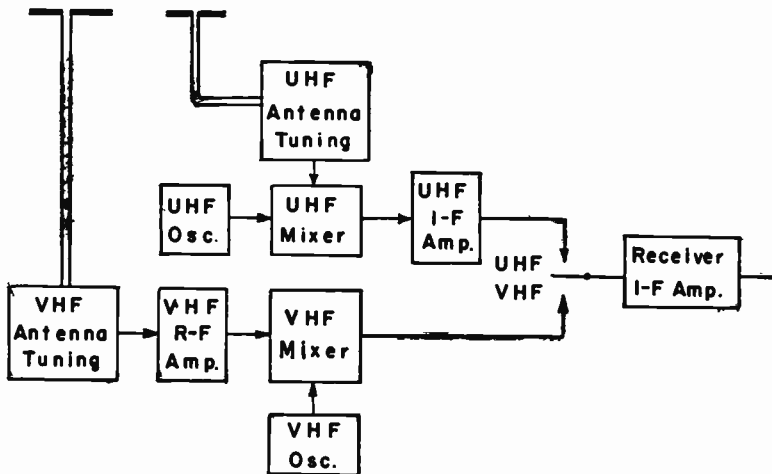 UHF
Antenna
Tuning
UHF
Osc.
UHF
Mixer
UHF
I-F
Amp.
UHF
VHF
Receiver
I-F Amp.
VHF
Antenna
Tuning
VHF
R-F
Amp.
VHF
Mixer
VHF
Osc.